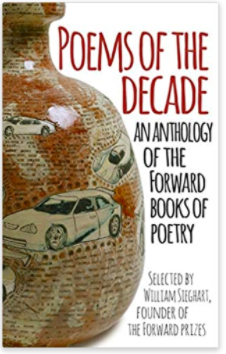 POEMS OF THE
DECADE
AN ANTHOLOGY
OF THE
FORWARD
BOOKS OF
POETRY
SELECTED BY
WILLIAM SIEGHART,
FOUNDER OF
THE FORWARD PRIZES